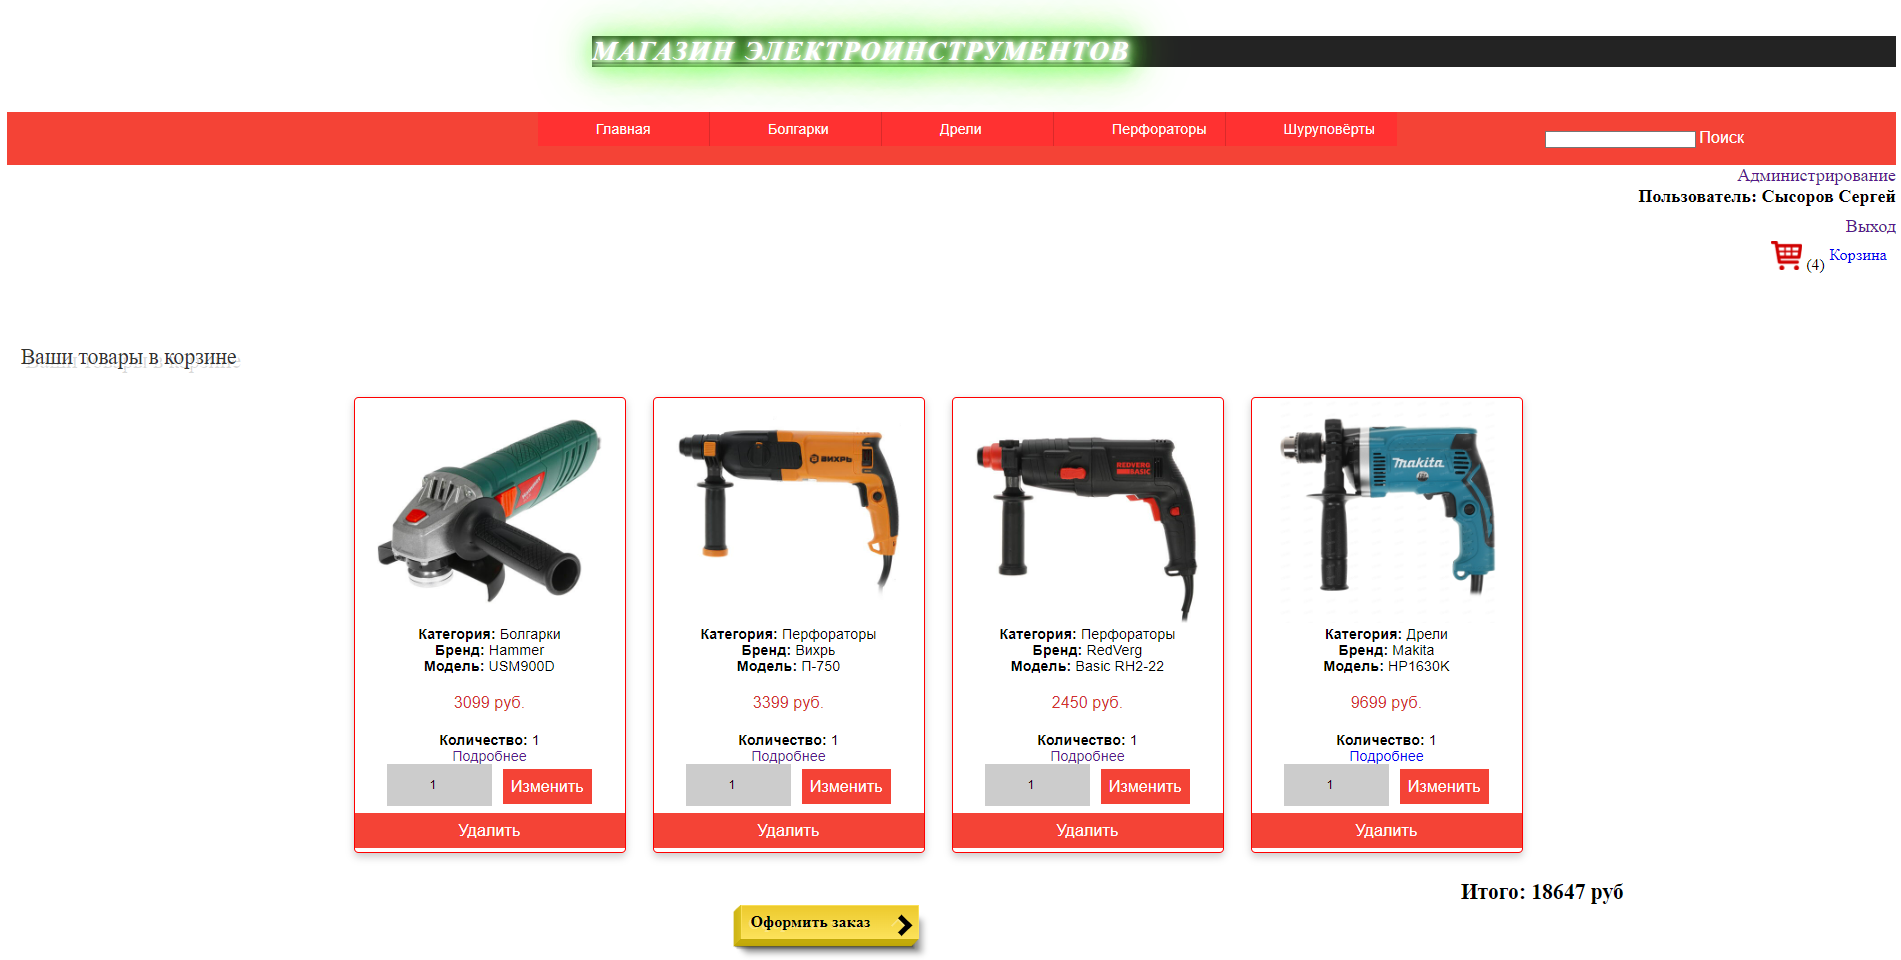 МАГАЗИН ЭЛЕКТРОИНСТРУМЕНТОВ
Главная Болгарки Дрели Перфораторы Шуруповёрты Поиск
Администрирование
Пользователь: Сысоров Сергей
Выход
(4) Корзина
Ваши товары в корзине
ВИХРЬ
REDVERG
BASIC
makita
Категория: Болгарки
Бренд: Hammer
Модель: USM900D
3099 руб.
Количество: 1
Подробнее
1 Изменить
Удалить
Категория: Перфораторы
Бренд: Вихрь
Модель: П-750
3399 руб.
Количество: 1
Подробнее
1 Изменить
Удалить
Категория: Перфораторы
Бренд: RedVerg
Модель: Basic RH2-22
2450 руб.
Количество: 1
Подробнее
1 Изменить
Удалить
Категория: Дрели
Бренд: Makita
Модель: HP1630K
9699 руб.
Количество: 1
Подробнее
1 Изменить
Удалить
Итого: 18647 руб
Оформить заказ